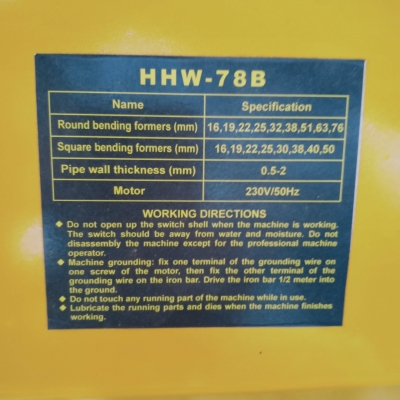 HHW-78B
Name Specification
Round bending formers (mm) 16,19,22,25,32,38,51,63,76
Square bending formers (mm) 16,19,22,25,30,38,40,50
Pipe wall thickness (mm) 0.5-2
Motor 230V/50Hz
WORKING DIRECTIONS
◆ Do not open up the switch shell when the machine is working.
The switch should be away from water and moisture. Do not
disassembly the machine except for the professional machine
operator.
◆ Machine grounding: fix one terminal of the grounding wire on
one screw of the motor, then fix the other terminal of the
grounding wire on the iron bar. Drive the iron bar 1/2 meter into
the ground.
◆ Do not touch any running part of the machine while in use.
◆ Lubricate the running parts and dies when the machine finishes
working.